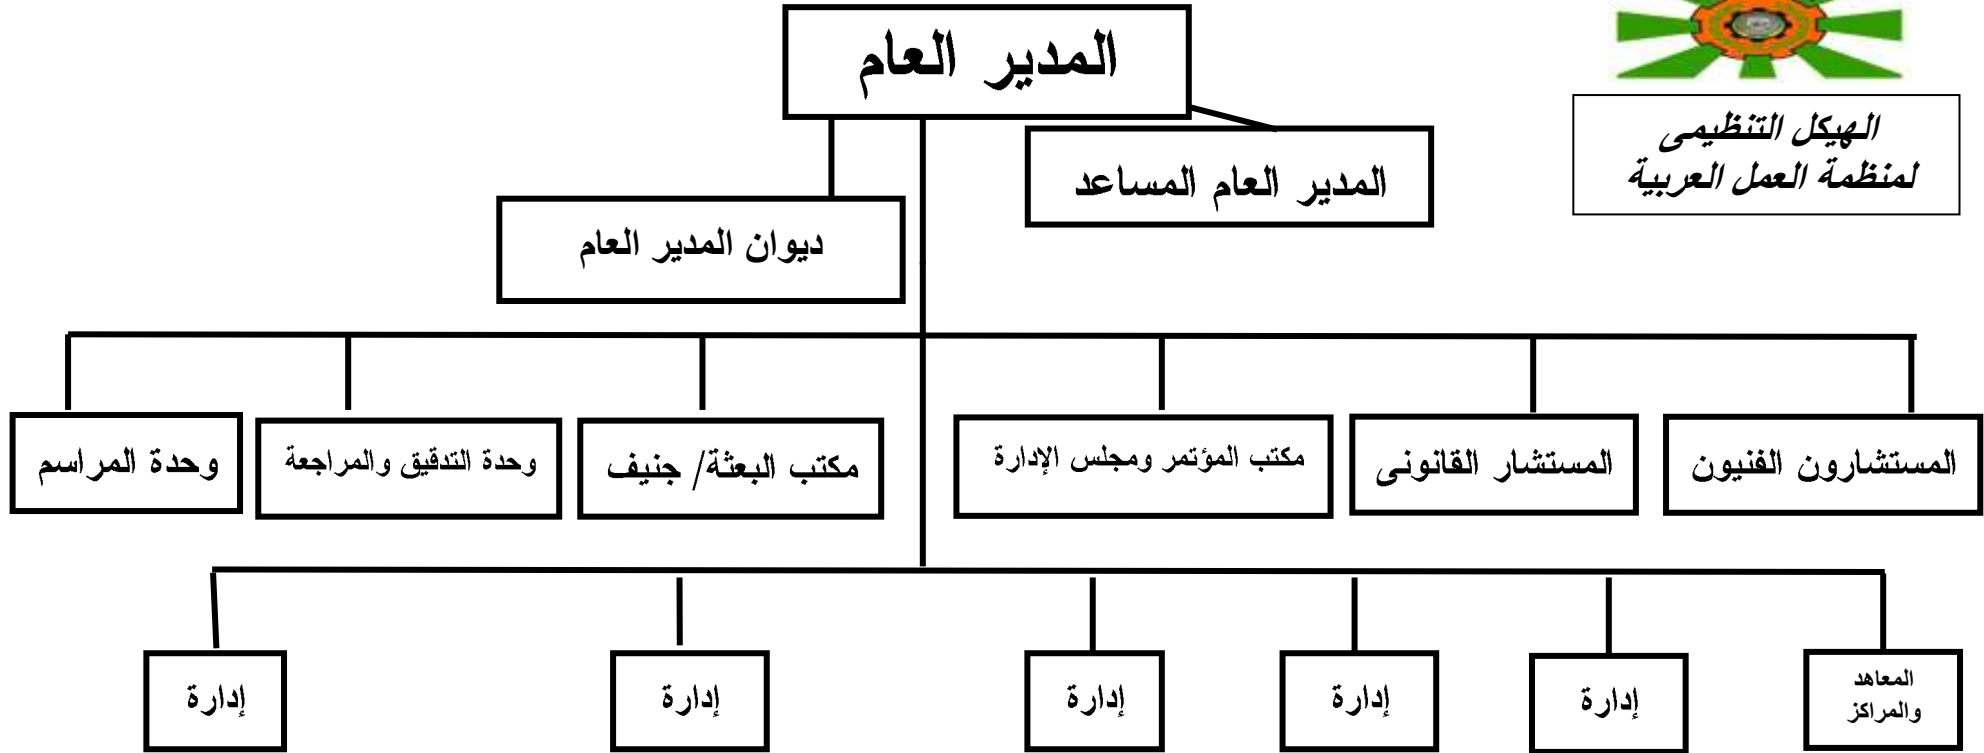 المدير العام
الهيكل التنظيمى
لمنظمة العمل العربية
المدير العام المساعد
ديوان المدير العام
المستشارون الفنيون
المستشار القانونى
مكتب المؤتمر ومجلس الإدارة
مكتب البعثة/ جنيف
وحدة التدقيق والمراجعة
وحدة المراسم
المعاهد
والمراكز
إدارة
إدارة
إدارة
إدارة
إدارة